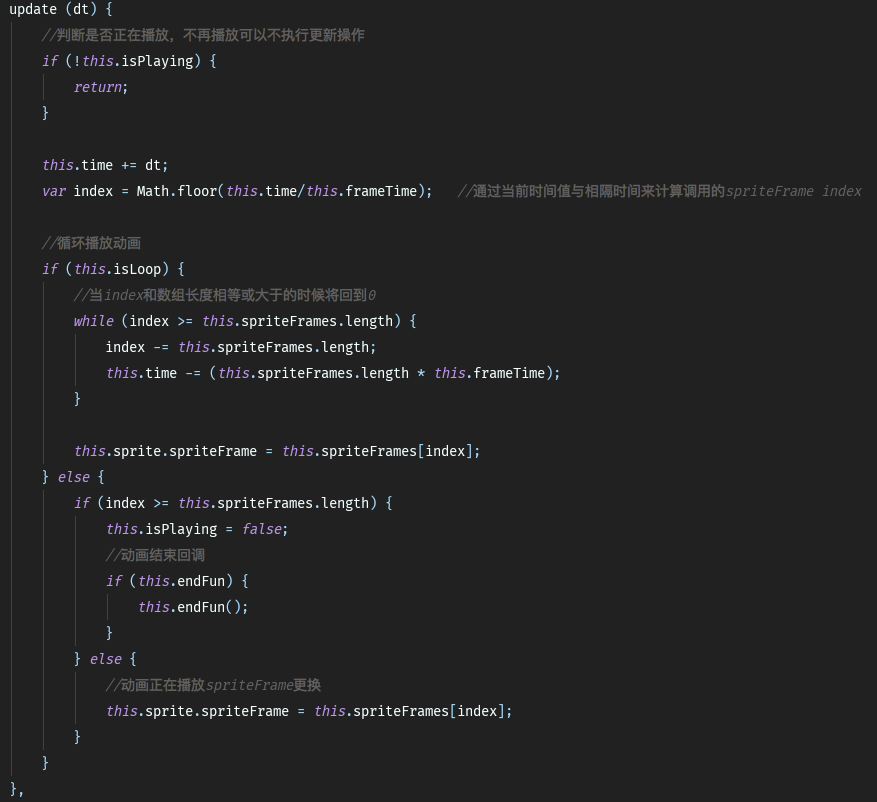 update (dt) {
//判断是否正在播放，不再播放可以不执行更新操作
if (!this.isPlaying) {
return;
}
this.time += dt;
var index = Math.floor(this.time/this.frameTime); //通过当前时间值与相隔时间来计算调用的spriteFrame index
//循环播放动画
if (this.isLoop) {
//当index和数组长度相等或大于的时候将回到0
while (index >= this.spriteFrames.length) {
index -= this.spriteFrames.length;
this.time -= (this.spriteFrames.length * this.frameTime);
}
this.sprite.spriteFrame = this.spriteFrames[index];
} else {
if (index >= this.spriteFrames.length) {
this.isPlaying = false;
//动画结束回调
if (this.endFun) {
this.endFun();
}
} else {
//动画正在播放spriteFrame更换
this.sprite.spriteFrame = this.spriteFrames[index];
}
}
},